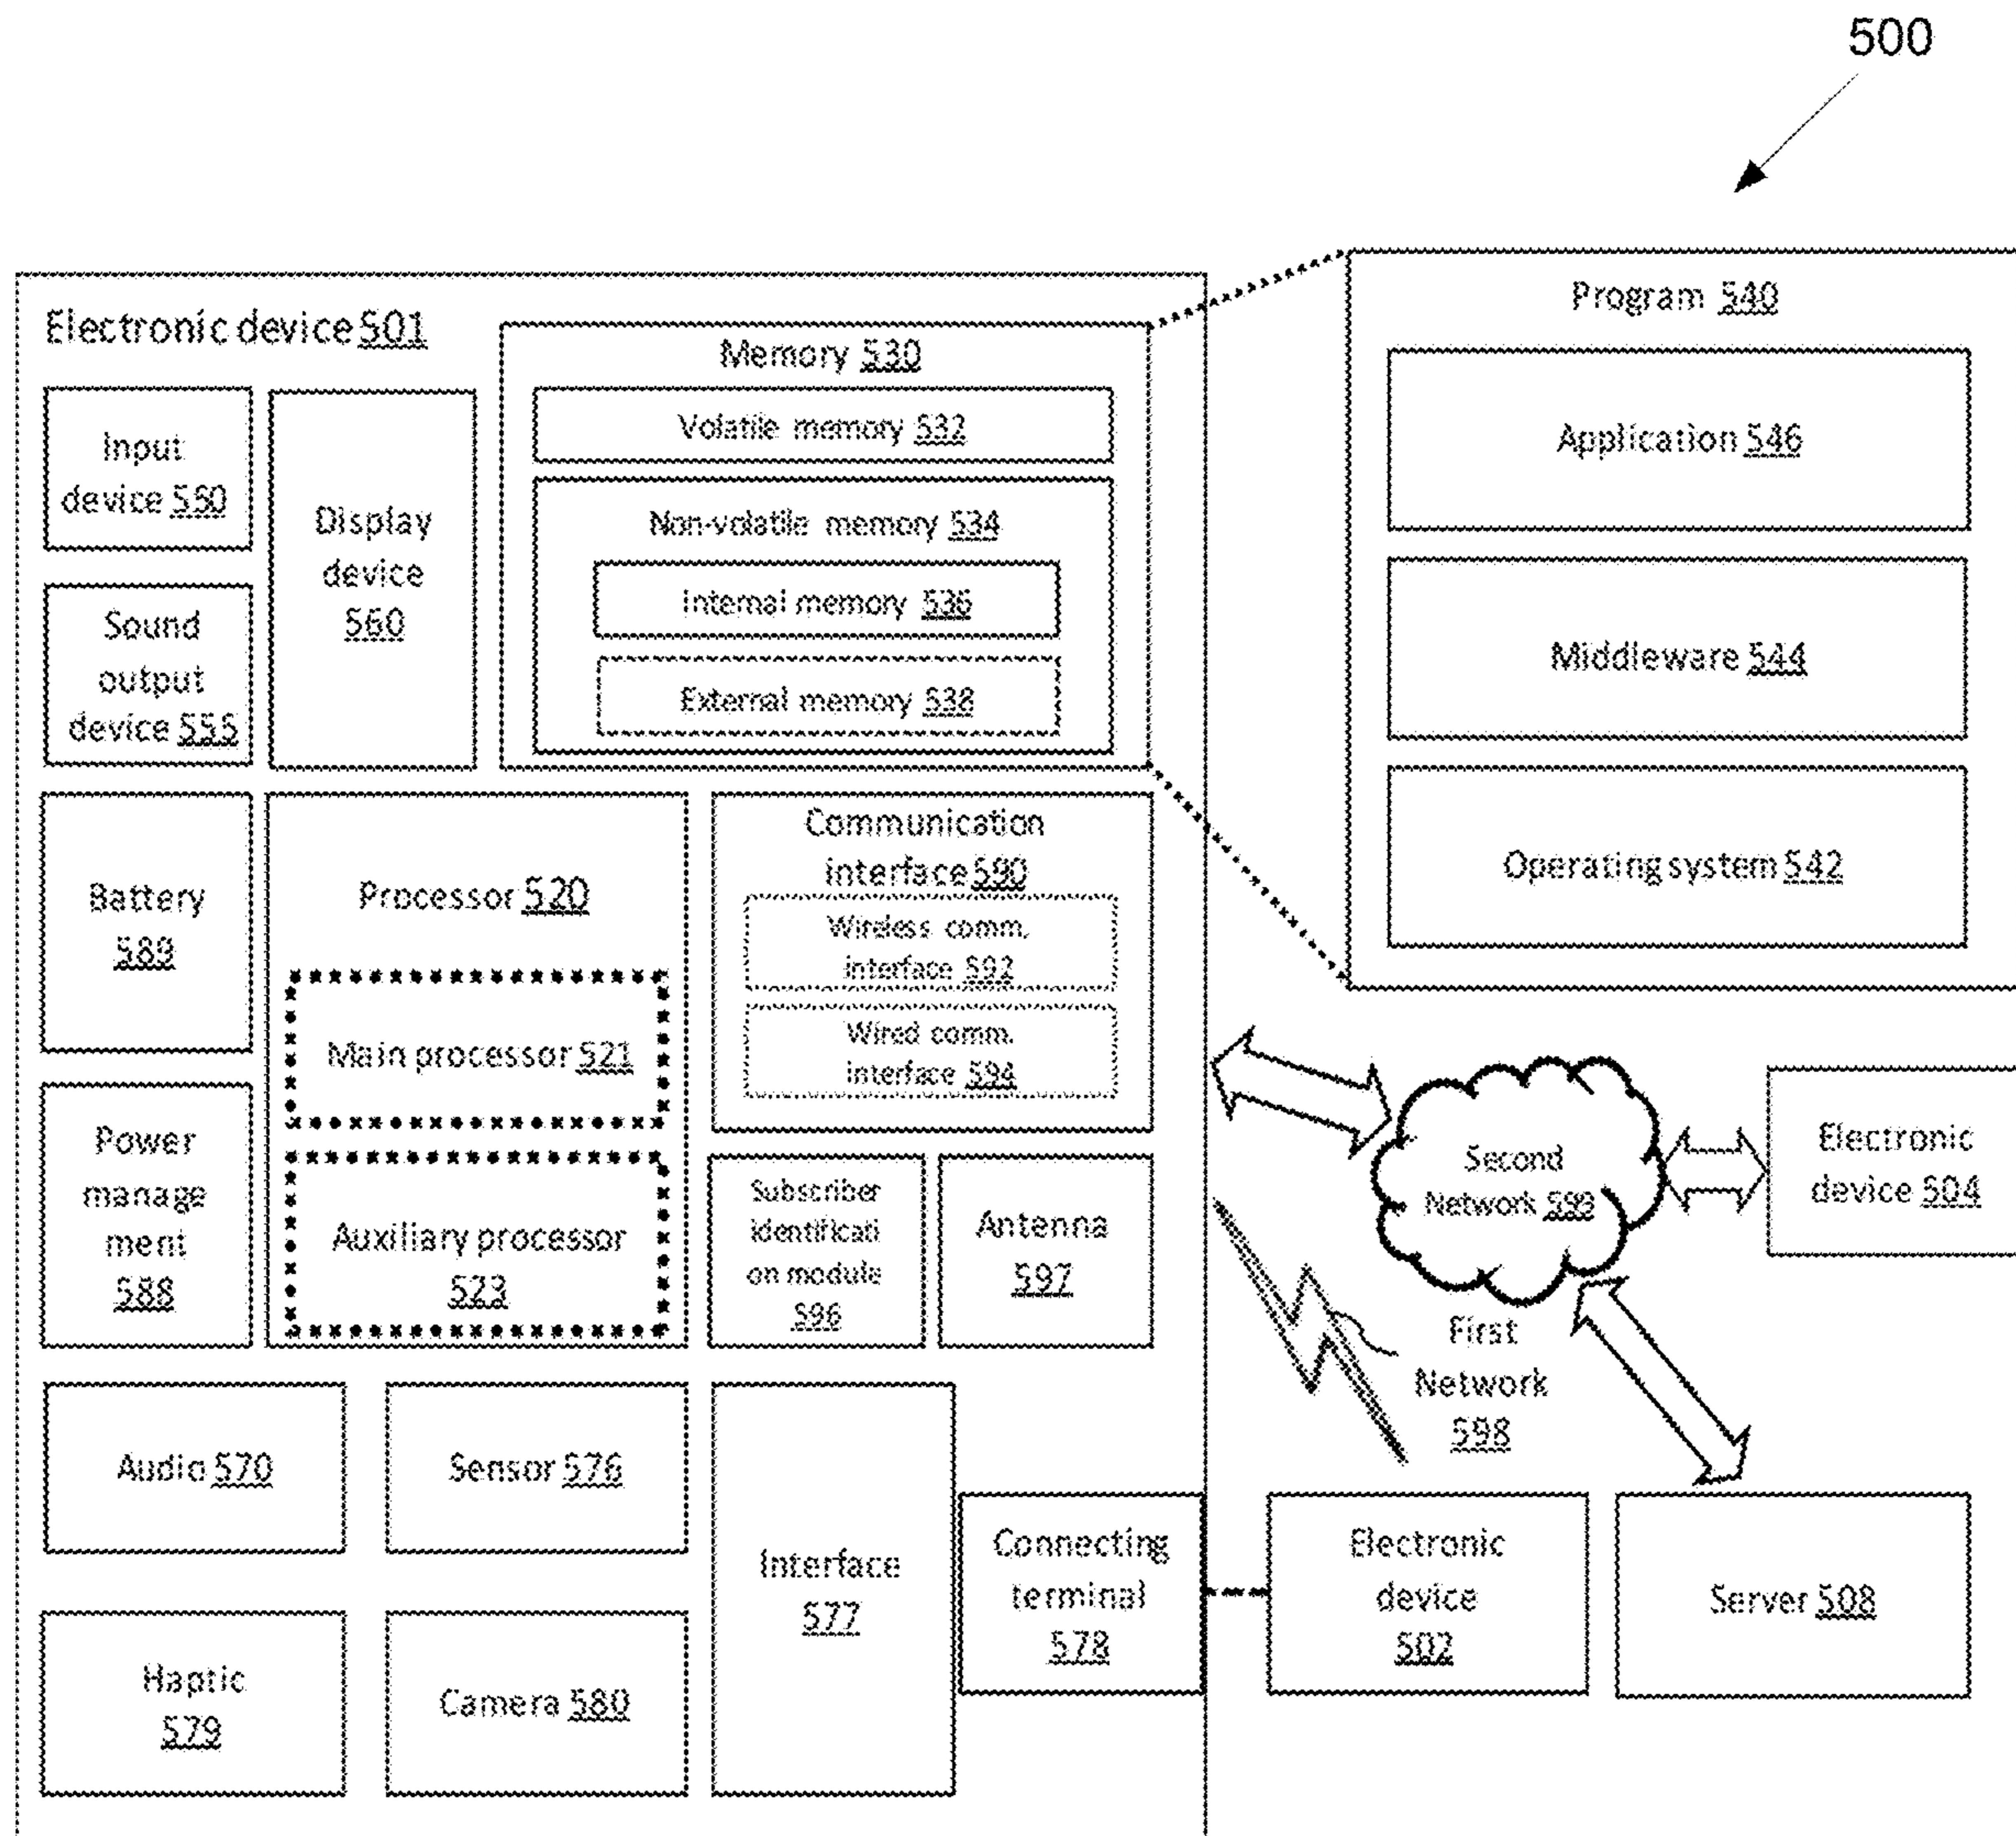 500
Electronic device 501
Input
device 550
Sound
output
device 555
Display
device
560
Memory 530
Volatile memory 532
Non-volatile memory 534
Internal memory 536
External memory 538
Program 540
Application 546
Middleware 544
Operating system 542
Battery
589
Power
manage
ment
588
Processor 520
Main processor 521
Auxiliary processor
523
Communication
interface 590
Wireless comm.
interface 592
Wired comm.
interface 594
Subscriber
identificati
on module
596
Antenna
597
Second
Network 599
Electronic
device 504
First
Network
598
Audio 570
Sensor 576
Haptic
579
Camera 580
Interface
577
Connecting
terminal
578
Electronic
device
502
Server 508